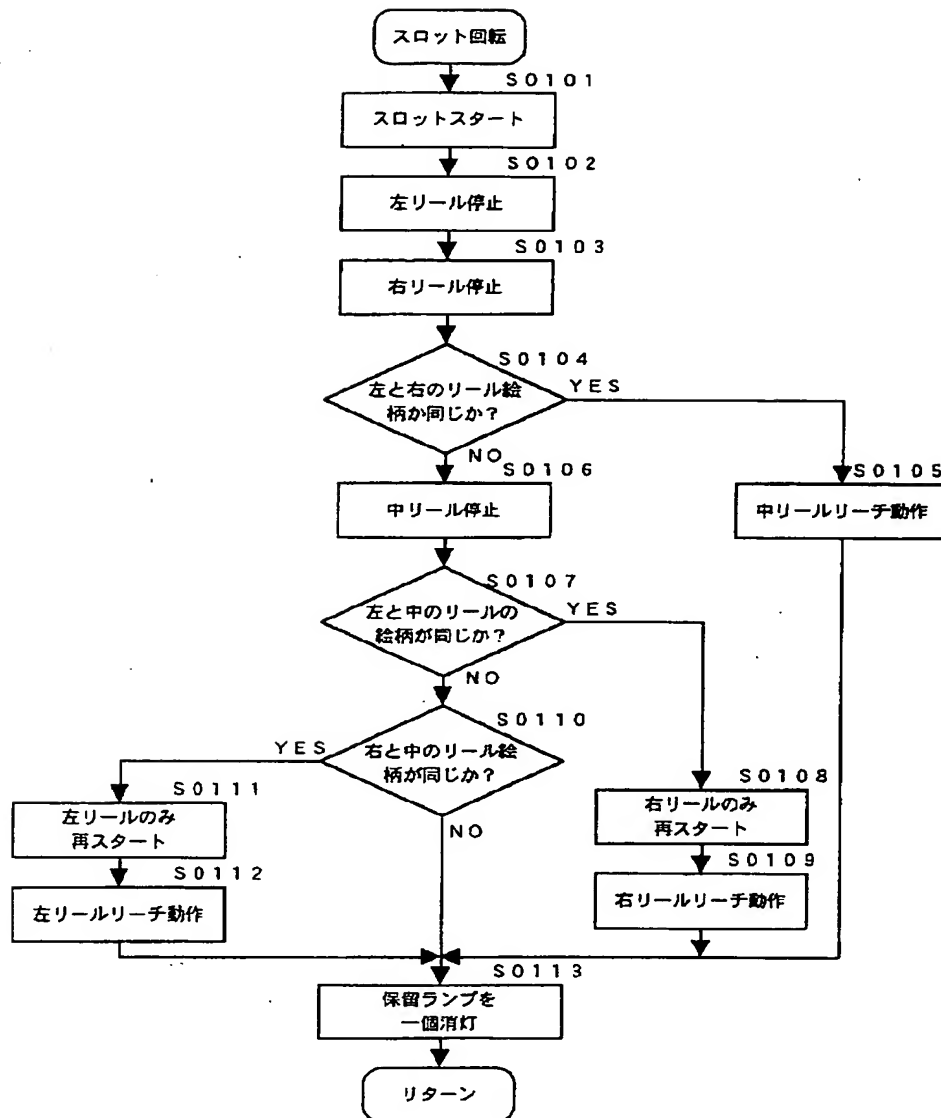 スロット回転
S0101
スロットスタート
S0102
左リール停止
S0103
右リール停止
S0104
左と右のリール絵
柄か同じか?
YES
NO
S0106
中リール停止
S0105
中リールリーチ動作
S0107
左と中のリールの
絵柄が同じか?
YES
NO
S0110
右と中のリール絵
柄が同じか?
YES
NO
S0111
左リールのみ
再スタート
S0108
右リールのみ
再スタート
S0112
左リールリーチ動作
S0109
右リールリーチ動作
S0113
保留ランプを
一個消灯
リターン